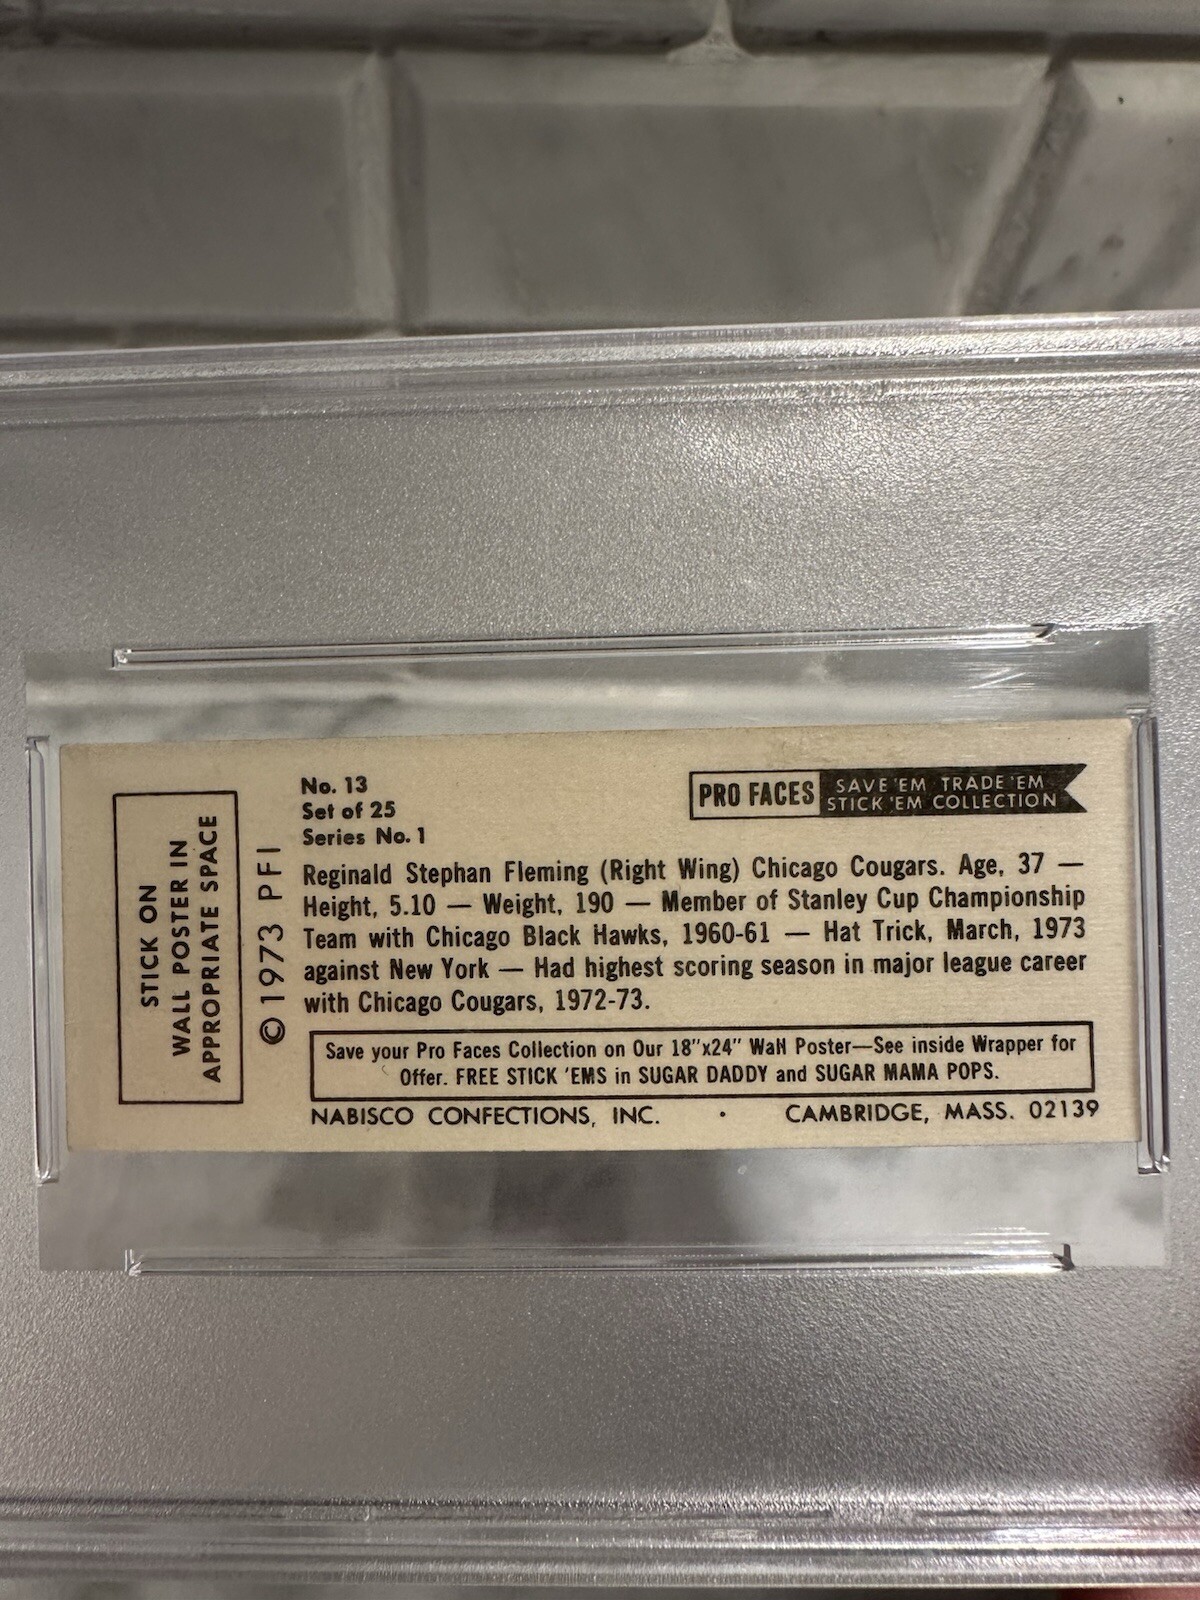 No. 13
Set of 25
Series No. 1
PRO FACES
SAVE 'EM TRADE 'EM
STICK 'EM COLLECTION
STICK ON
WALL POSTER IN
APPROPRIATE SPACE
© 1973 PFI
Reginald Stephan Fleming (Right Wing) Chicago Cougars. Age, 37 —
Height, 5.10 — Weight, 190 — Member of Stanley Cup Championship
Team with Chicago Black Hawks, 1960-61 — Hat Trick, March, 1973
against New York — Had highest scoring season in major league career
with Chicago Cougars, 1972-73.
Save your Pro Faces Collection on Our 18"x24" Wall Poster—See inside Wrapper for
Offer. FREE STICK 'EMS in SUGAR DADDY and SUGAR MAMA POPS.
NABISCO CONFECTIONS, INC. • CAMBRIDGE, MASS. 02139